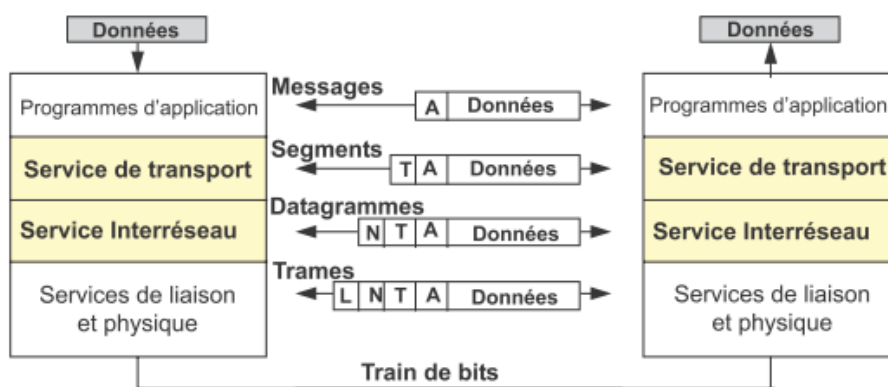 Données
Données
Messages
Programmes d'application
A Données
Programmes d'application
Segments
Service de transport
T A Données
Service de transport
Datagrammes
Service Interréseau
N T A Données
Service Interréseau
Trames
Services de liaison
et physique
L N T A Données
Services de liaison
et physique
Train de bits